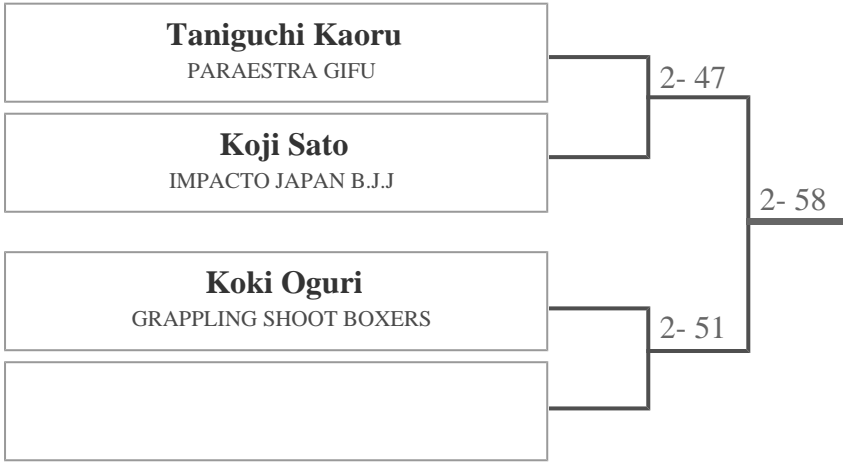 Taniguchi Kaoru
PARAESTRA GIFU
2- 47
Koji Sato
IMPACTO JAPAN B.J.J
2- 58
Koki Oguri
GRAPPLING SHOOT BOXERS
2- 51